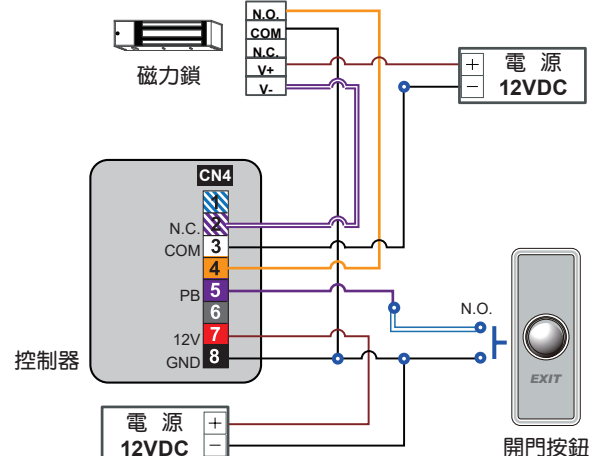 N.O.
COM
N.C.
V+
V-
磁力鎖
+ 電 源
− 12VDC
CN4
1
N.C. 2
COM 3
4
PB 5
6
12V 7
GND 8
控制器
N.O.
EXIT
開門按鈕
電 源 +
12VDC −